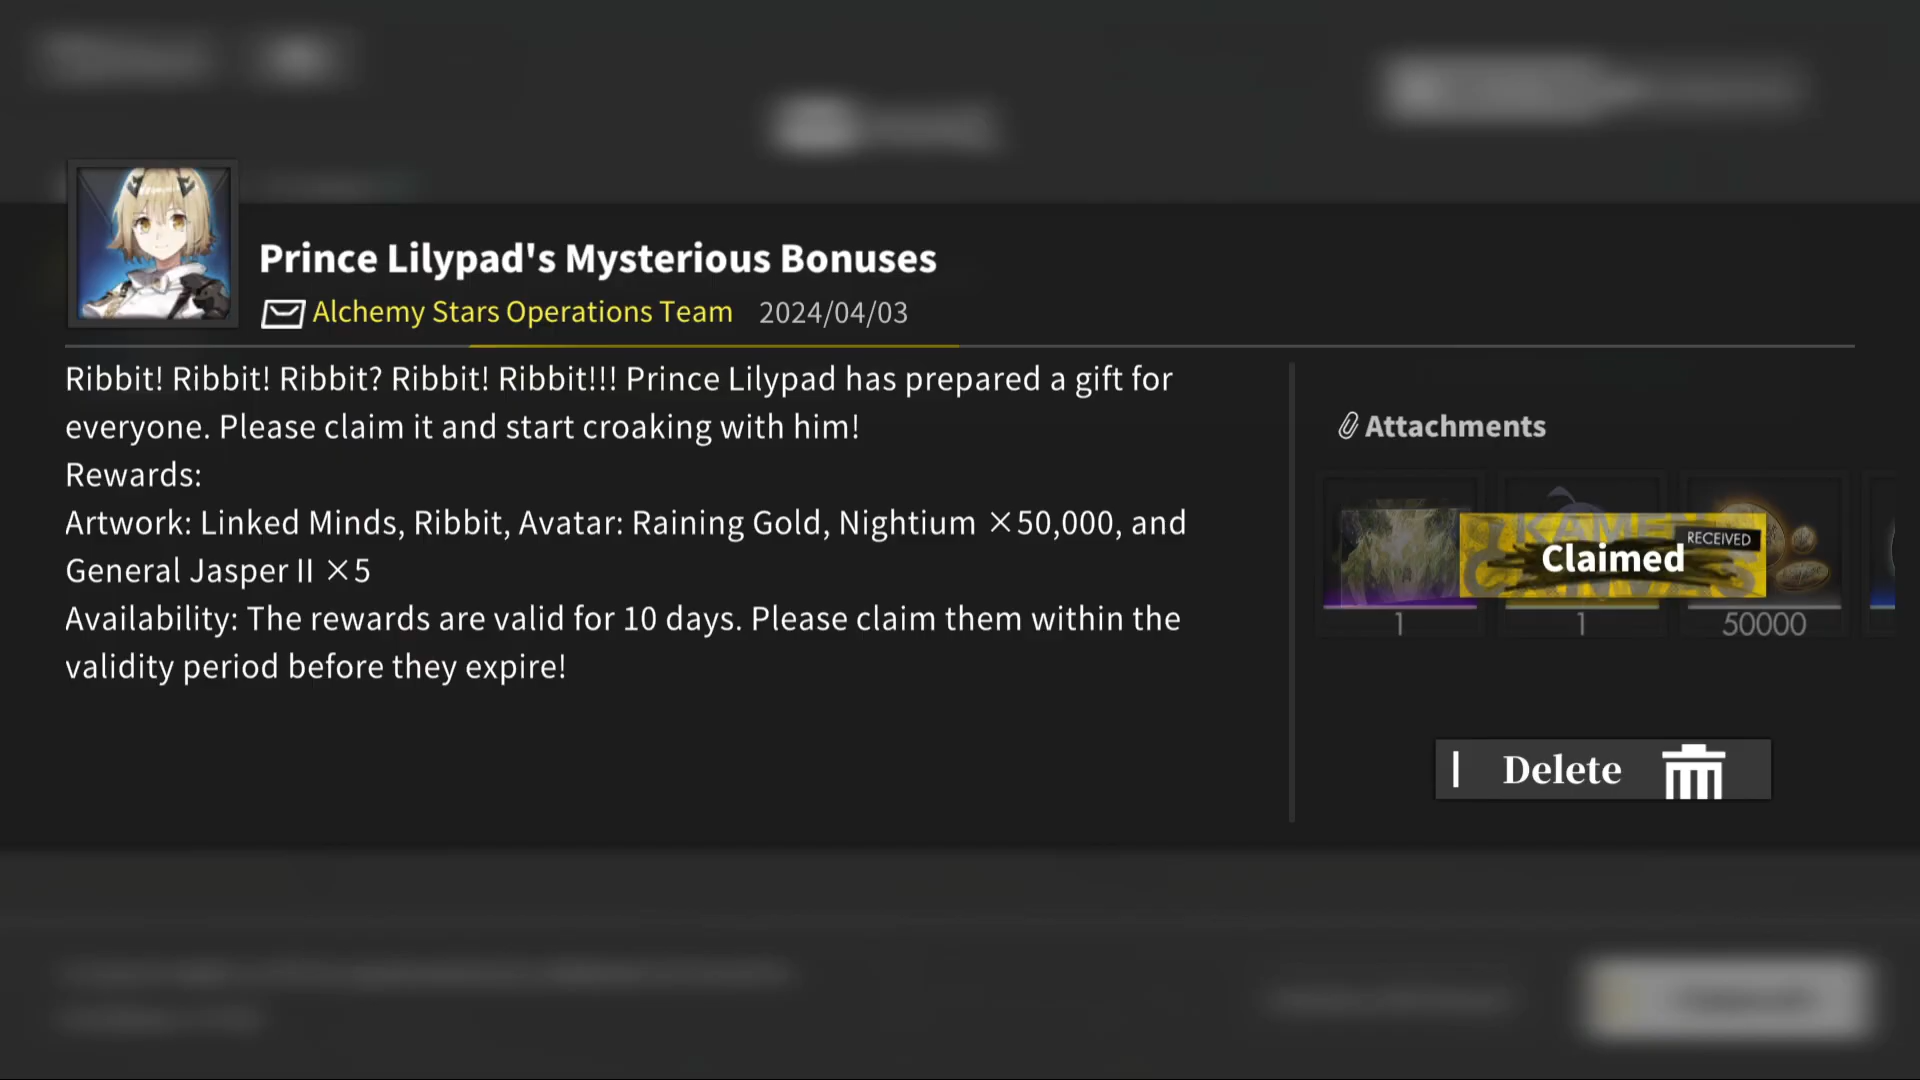 Prince Lilypad's Mysterious Bonuses
Alchemy Stars Operations Team 2024/04/03
Ribbit! Ribbit! Ribbit? Ribbit! Ribbit!!! Prince Lilypad has prepared a gift for
everyone. Please claim it and start croaking with him!
Rewards:
Artwork: Linked Minds, Ribbit, Avatar: Raining Gold, Nightium ×50,000, and
General Jasper II ×5
Availability: The rewards are valid for 10 days. Please claim them within the
validity period before they expire!
Attachments
RECEIVED
Claimed
1 1 50000
Delete